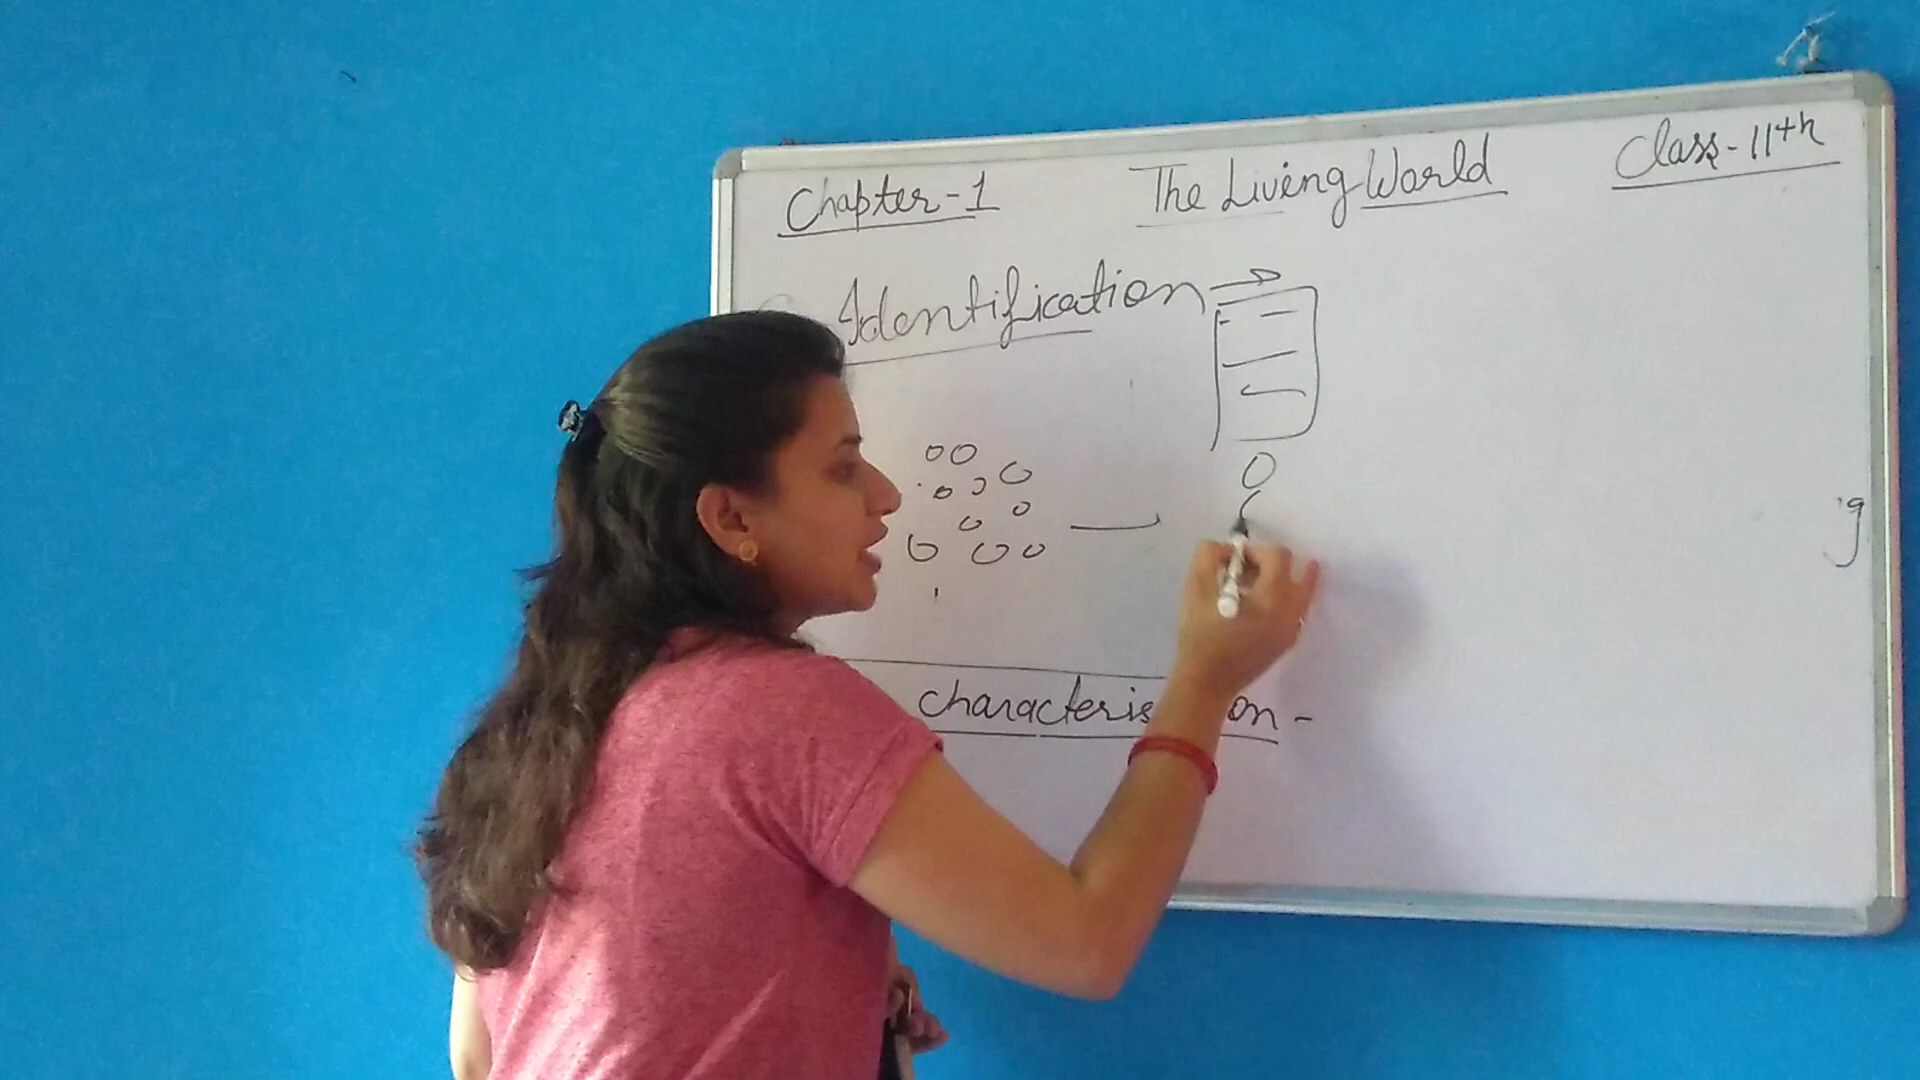 Chapter-1 The Living World Class-11th
Identification
g